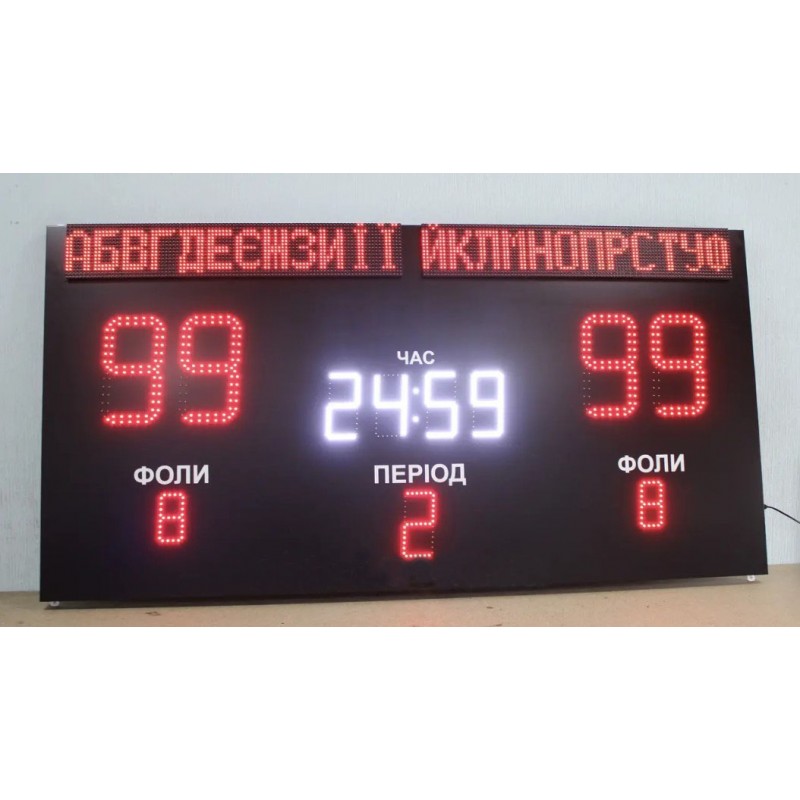 АБВГДЕЄЖЗИІЇ ЙКЛМНОПРСТУФ
99 ЧАС 99
24:59
ФОЛИ ПЕРІОД ФОЛИ
8 2 8